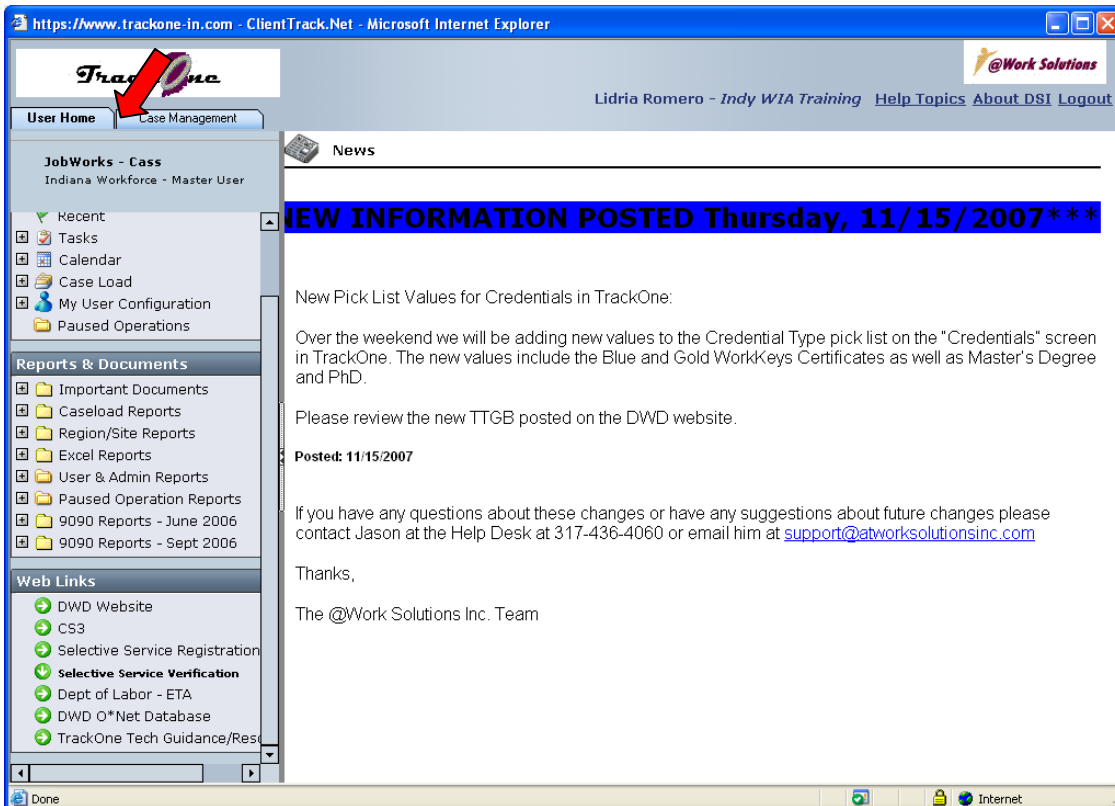 https://www.trackone-in.com - ClientTrack.Net - Microsoft Internet Explorer
@Work Solutions
Lidria Romero - Indy WIA Training Help Topics About DSI Logout
User Home Case Management
JobWorks - Cass
Indiana Workforce - Master User
Recent
Tasks
Calendar
Case Load
My User Configuration
Paused Operations
Reports & Documents
Important Documents
Caseload Reports
Region/Site Reports
Excel Reports
User & Admin Reports
Paused Operation Reports
9090 Reports - June 2006
9090 Reports - Sept 2006
Web Links
DWD Website
CS3
Selective Service Registration
Selective Service Verification
Dept of Labor - ETA
DWD O*Net Database
TrackOne Tech Guidance/Reso
News
NEW INFORMATION POSTED Thursday, 11/15/2007***
New Pick List Values for Credentials in TrackOne:
Over the weekend we will be adding new values to the Credential Type pick list on the "Credentials" screen
in TrackOne. The new values include the Blue and Gold WorkKeys Certificates as well as Master's Degree
and PhD.
Please review the new TTGB posted on the DWD website.
Posted: 11/15/2007
If you have any questions about these changes or have any suggestions about future changes please
contact Jason at the Help Desk at 317-436-4060 or email him at support@atworksolutionsinc.com
Thanks,
The @Work Solutions Inc. Team
Done
Internet